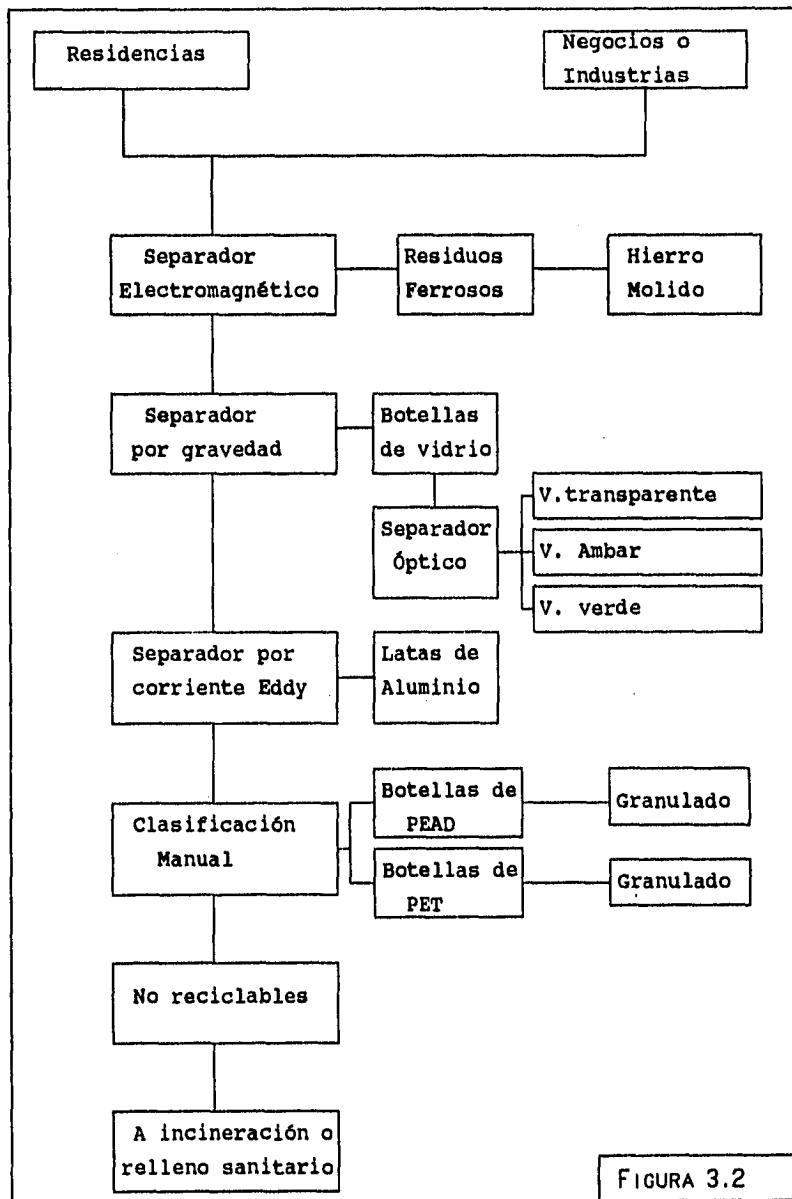 Residencias
Negocios o
Industrias
Separador
Electromagnético
Residuos
Ferrosos
Hierro
Molido
Separador
por gravedad
Botellas
de vidrio
Separador
Óptico
V.transparente
V. Ambar
V. verde
Separador por
corriente Eddy
Latas de
Aluminio
Clasificación
Manual
Botellas de
PEAD
Granulado
Botellas de
PET
Granulado
No reciclables
A incineración o
relleno sanitario
FIGURA 3.2